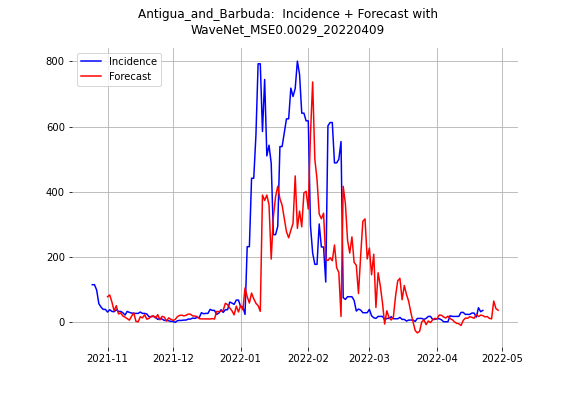 Antigua_and_Barbuda:  Incidence + Forecast with
WaveNet_MSE0.0029_20220409
Incidence
Forecast
800
600
400
200
0
2021-11 2021-12 2022-01 2022-02 2022-03 2022-04 2022-05